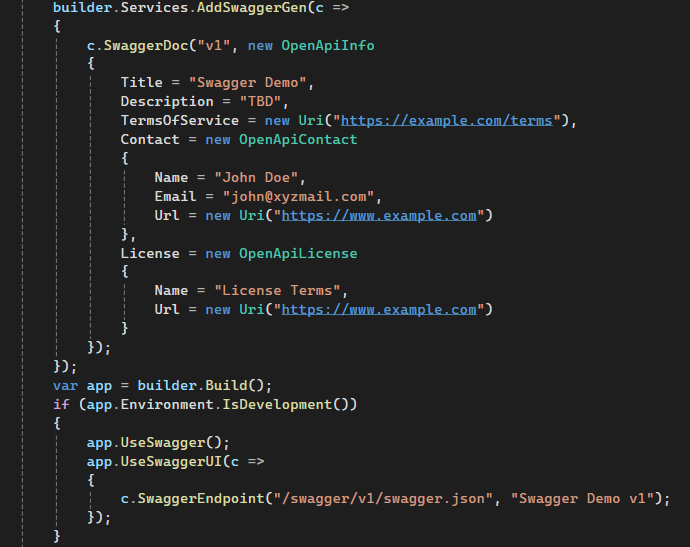 builder.Services.AddSwaggerGen(c =>
{
    c.SwaggerDoc("v1", new OpenApiInfo
    {
        Title = "Swagger Demo",
        Description = "TBD",
        TermsOfService = new Uri("https://example.com/terms"),
        Contact = new OpenApiContact
        {
            Name = "John Doe",
            Email = "john@xyzmail.com",
            Url = new Uri("https://www.example.com")
        },
        License = new OpenApiLicense
        {
            Name = "License Terms",
            Url = new Uri("https://www.example.com")
        }
    });
});
var app = builder.Build();
if (app.Environment.IsDevelopment())
{
    app.UseSwagger();
    app.UseSwaggerUI(c =>
    {
        c.SwaggerEndpoint("/swagger/v1/swagger.json", "Swagger Demo v1");
    });
}